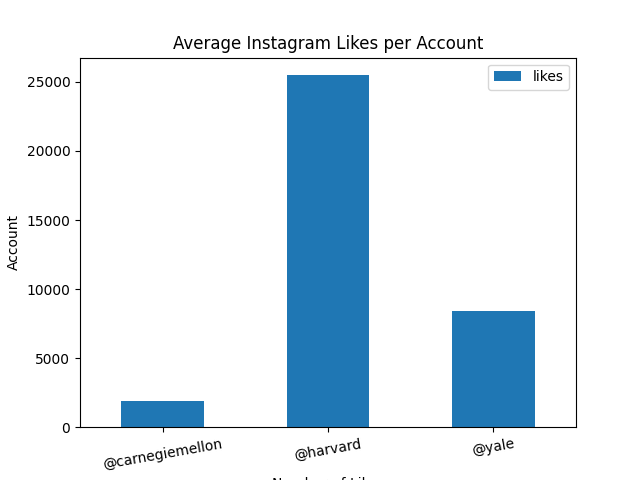 Average Instagram Likes per Account
likes
Account
25000
20000
15000
10000
5000
0
@carnegiemellon
@harvard
@yale